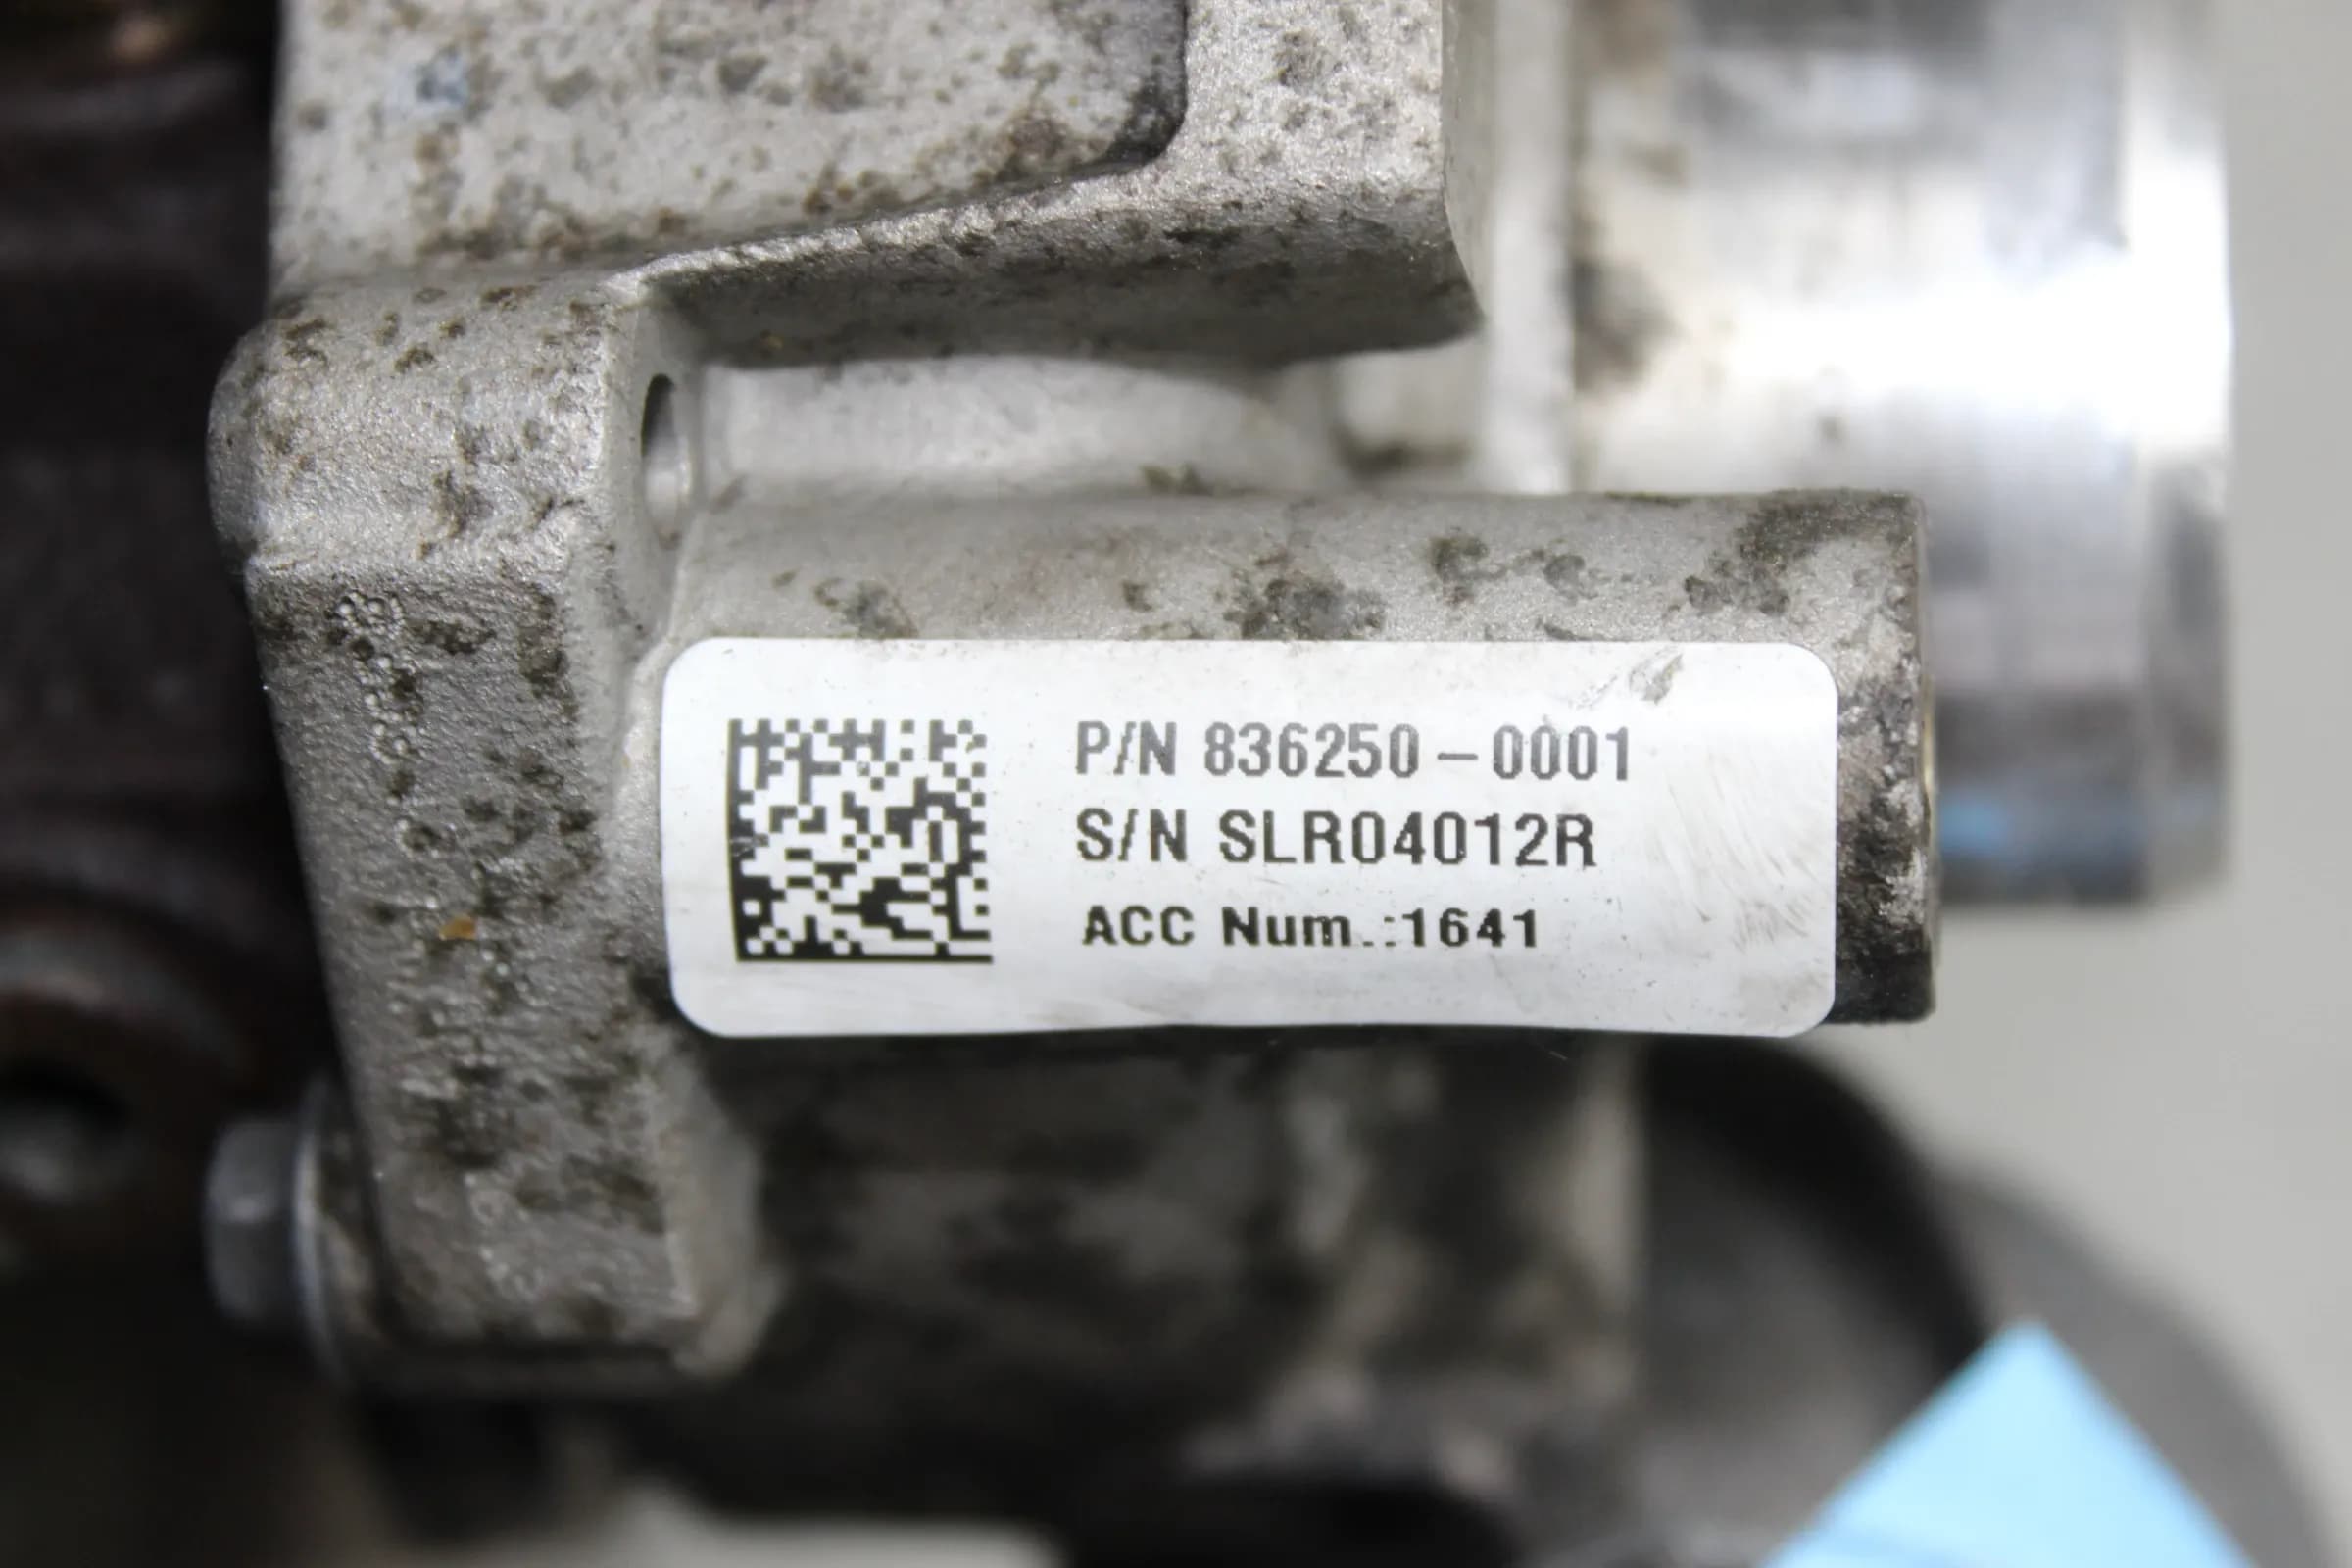 P/N 836250-0001
S/N SLR04012R
ACC Num.:1641